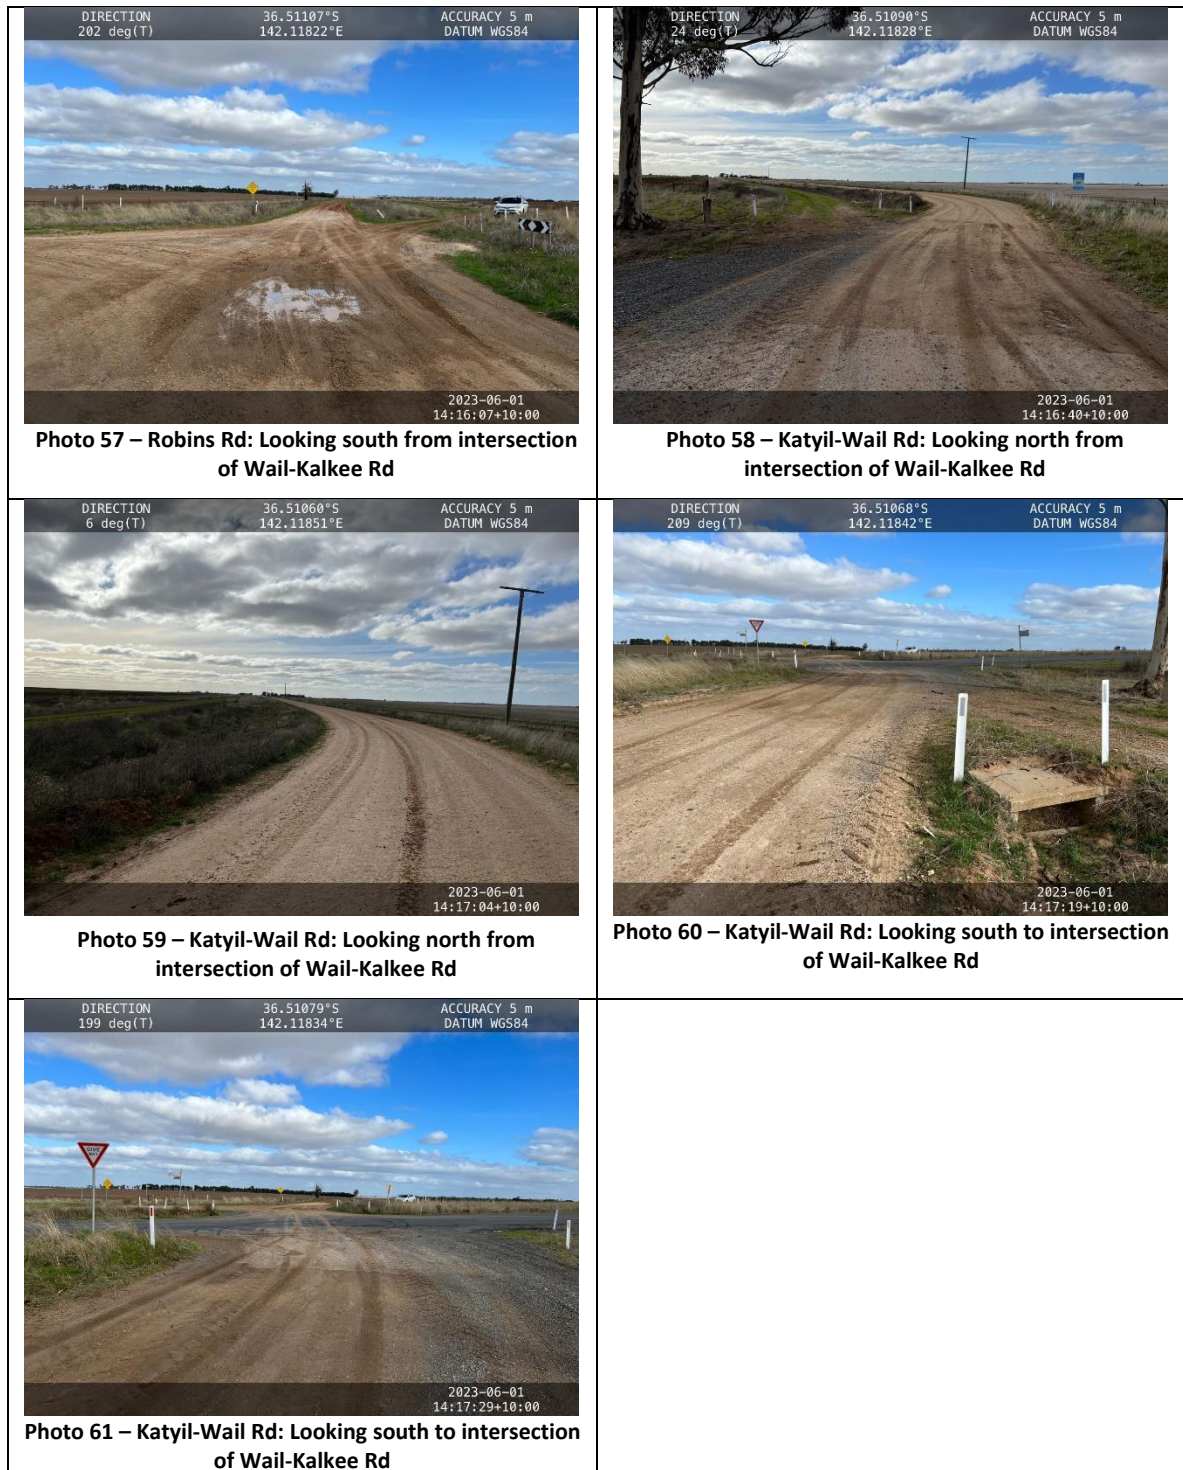 DIRECTION 36.51107°S ACCURACY 5 m
202 deg(T) 142.11822°E DATUM WGS84
2023-06-01
14:16:07+10:00
Photo 57 – Robins Rd: Looking south from intersection
of Wail-Kalkee Rd
DIRECTION 36.51090°S ACCURACY 5 m
24 deg(T) 142.11828°E DATUM WGS84
2023-06-01
14:16:40+10:00
Photo 58 – Katyil-Wail Rd: Looking north from
intersection of Wail-Kalkee Rd
DIRECTION 36.51060°S ACCURACY 5 m
6 deg(T) 142.11851°E DATUM WGS84
2023-06-01
14:17:04+10:00
Photo 59 – Katyil-Wail Rd: Looking north from
intersection of Wail-Kalkee Rd
DIRECTION 36.51068°S ACCURACY 5 m
209 deg(T) 142.11842°E DATUM WGS84
2023-06-01
14:17:19+10:00
Photo 60 – Katyil-Wail Rd: Looking south to intersection
of Wail-Kalkee Rd
DIRECTION 36.51079°S ACCURACY 5 m
199 deg(T) 142.11834°E DATUM WGS84
GIVE
WAY
2023-06-01
14:17:29+10:00
Photo 61 – Katyil-Wail Rd: Looking south to intersection
of Wail-Kalkee Rd